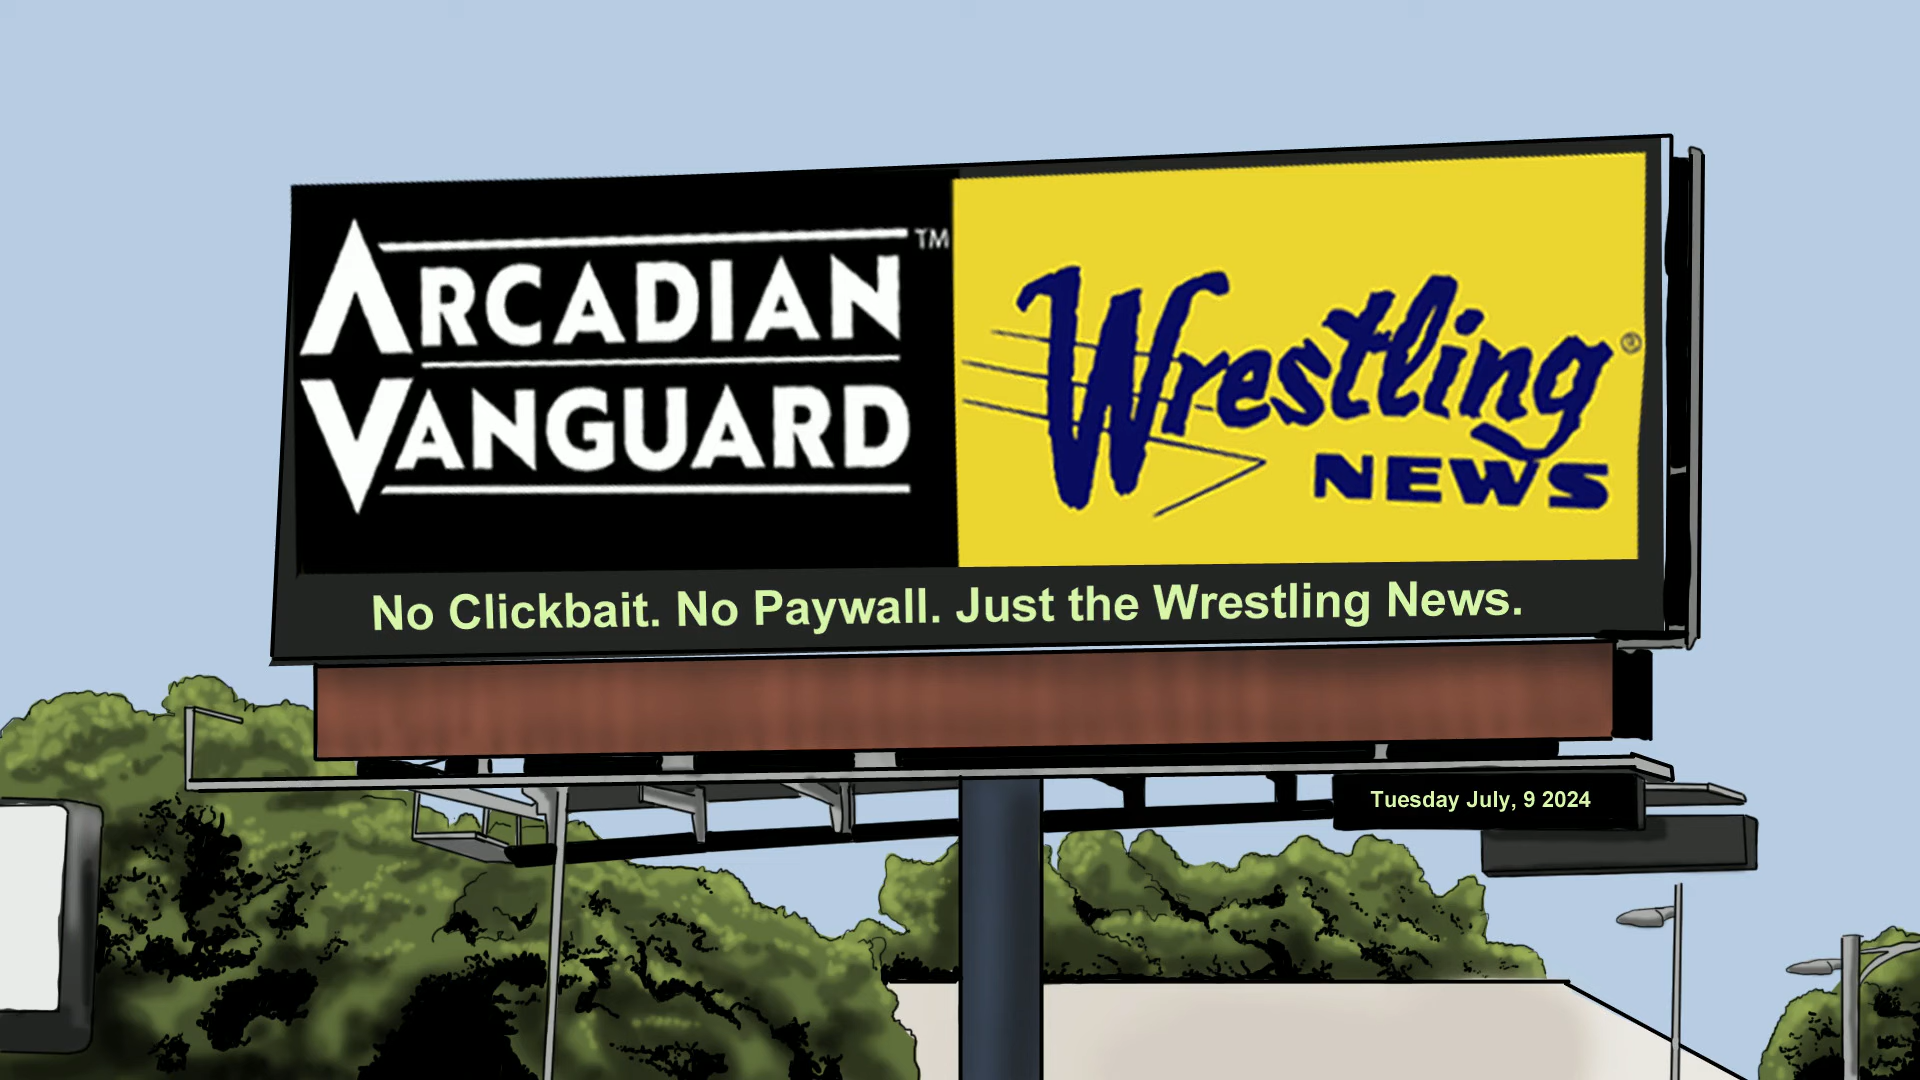 ARCADIAN™
VANGUARD
Wrestling®
NEWS
No Clickbait. No Paywall. Just the Wrestling News.
Tuesday July, 9 2024